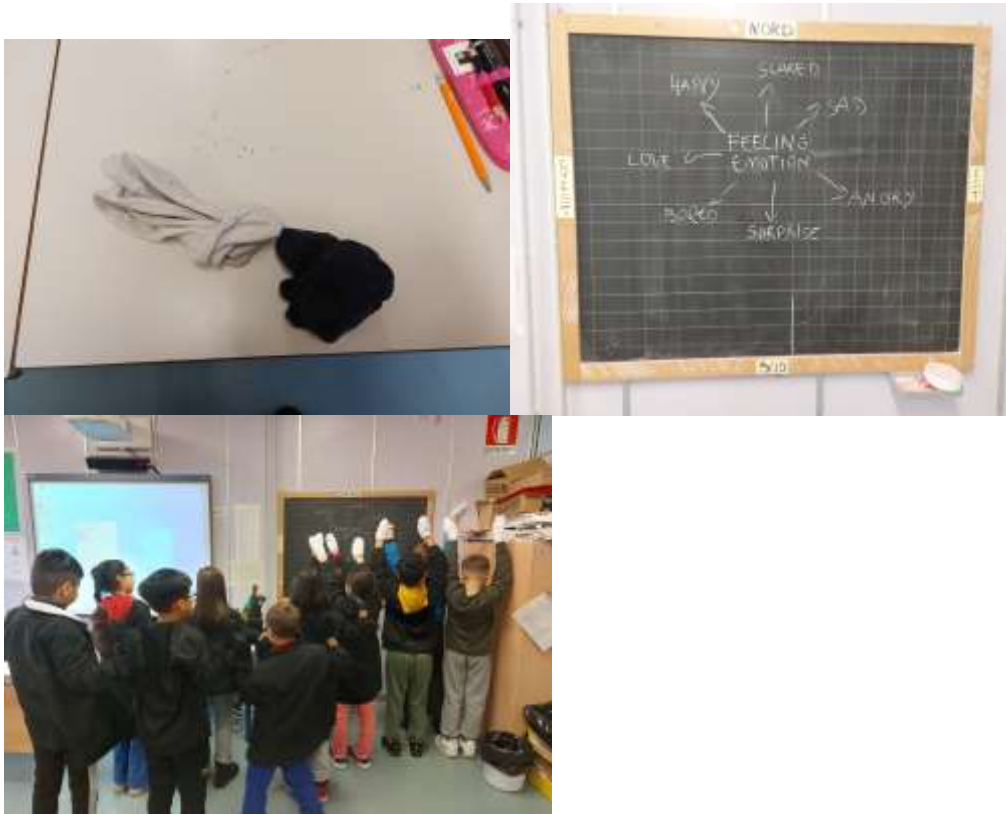 NORD
SCARED
HAPPY
SAD
FEELING
LOVE
EMOTION
ANGRY
BORED
SURPRISE
SUD